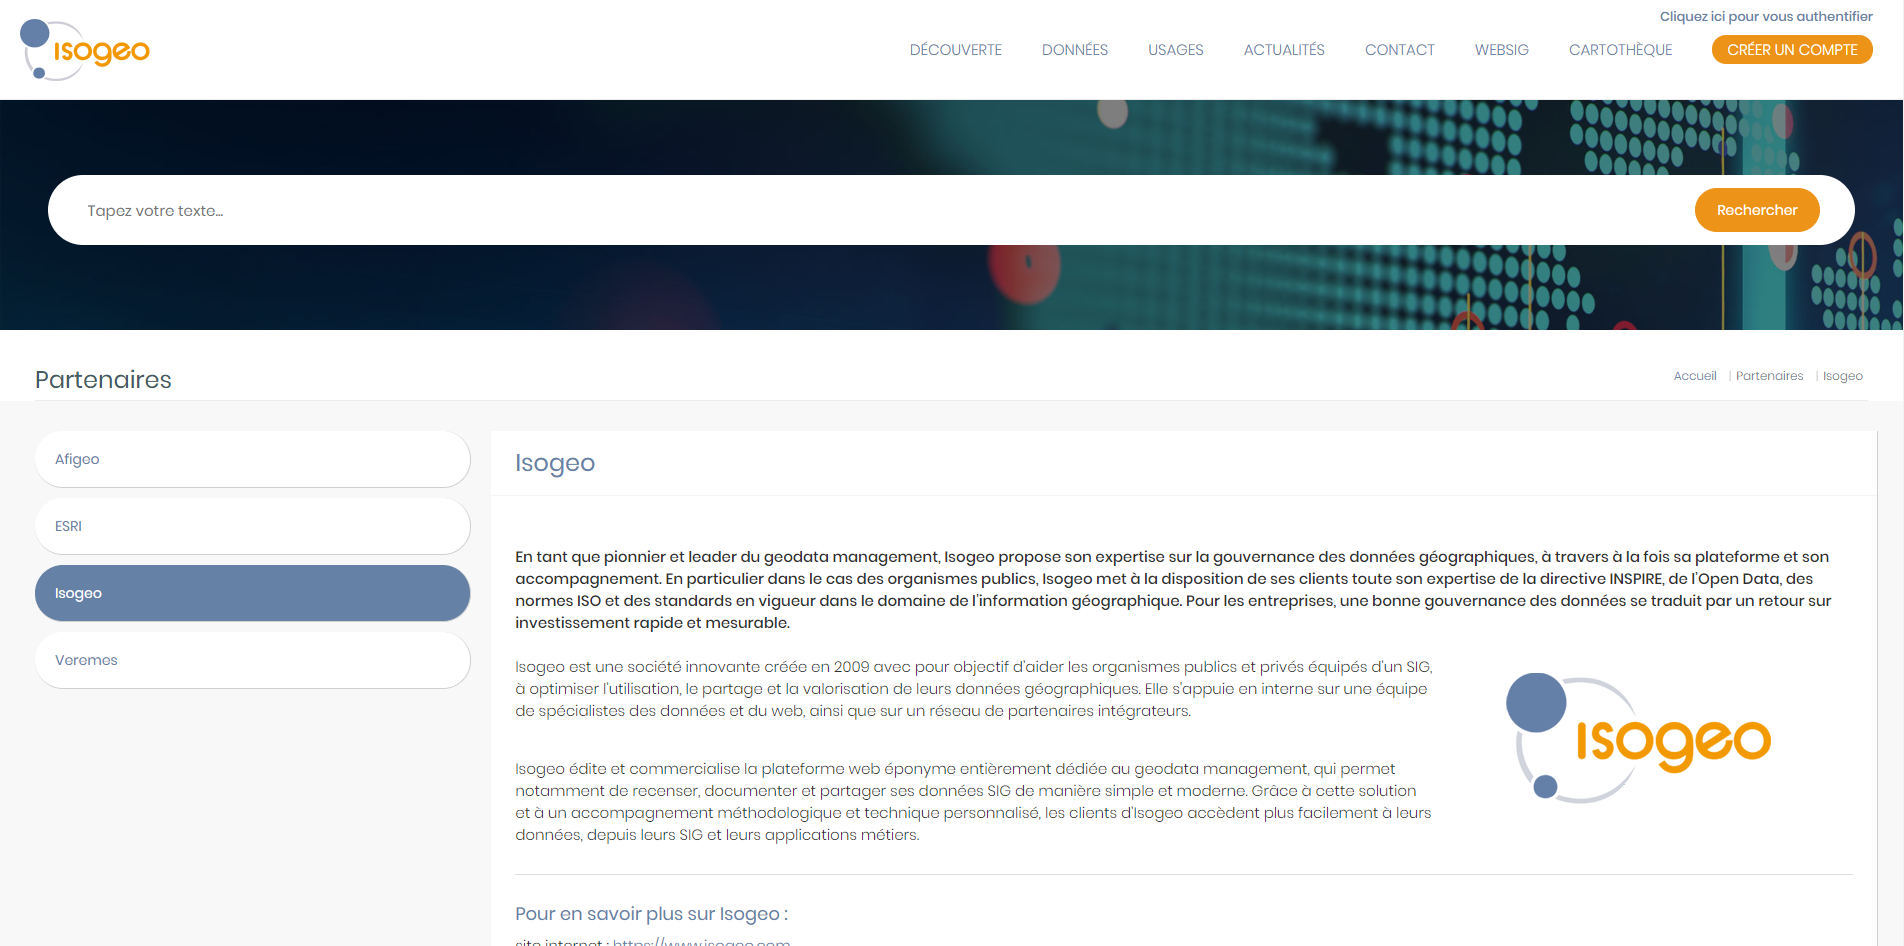 Cliquez ici pour vous authentifier
Isogeo
DÉCOUVERTE
DONNÉES
USAGES
ACTUALITÉS
CONTACT
WEBSIG
CARTOTHÈQUE
CRÉER UN COMPTE
Tapez votre texte...
Rechercher
Partenaires
Accueil | Partenaires | Isogeo
Afigeo
ESRI
Isogeo
Veremes
Isogeo
En tant que pionnier et leader du geodata management, Isogeo propose son expertise sur la gouvernance des données géographiques, à travers à la fois sa plateforme et son
accompagnement. En particulier dans le cas des organismes publics, Isogeo met à la disposition de ses clients toute son expertise de la directive INSPIRE, de l'Open Data, des
normes ISO et des standards en vigueur dans le domaine de l'information géographique. Pour les entreprises, une bonne gouvernance des données se traduit par un retour sur
investissement rapide et mesurable.
Isogeo est une société innovante créée en 2009 avec pour objectif d'aider les organismes publics et privés équipés d'un SIG,
à optimiser l'utilisation, le partage et la valorisation de leurs données géographiques. Elle s'appuie en interne sur une équipe
de spécialistes des données et du web, ainsi que sur un réseau de partenaires intégrateurs.
Isogeo édite et commercialise la plateforme web éponyme entièrement dédiée au geodata management, qui permet
notamment de recenser, documenter et partager ses données SIG de manière simple et moderne. Grâce à cette solution
et à un accompagnement méthodologique et technique personnalisé, les clients d'Isogeo accèdent plus facilement à leurs
données, depuis leurs SIG et leurs applications métiers.
Isogeo
Pour en savoir plus sur Isogeo :
site internet : https://www.isogeo.com